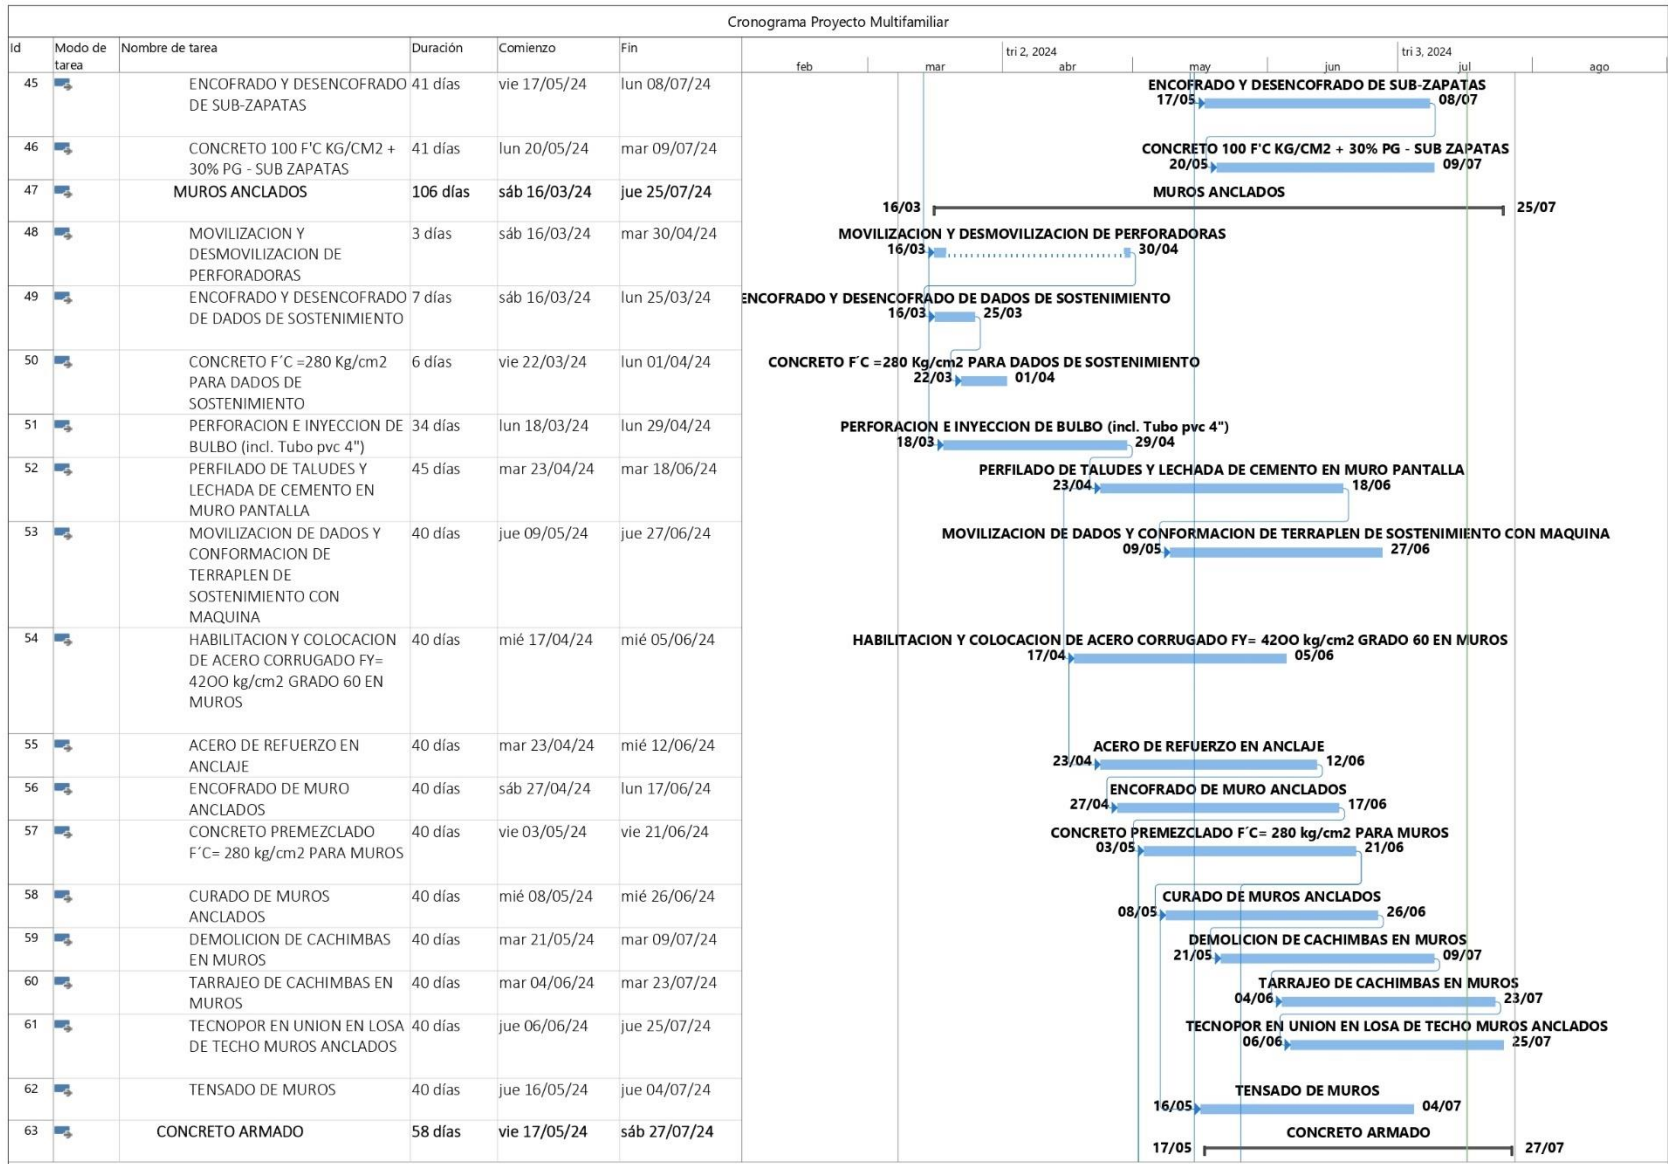 Cronograma Proyecto Multifamiliar
Id Modo de tarea Nombre de tarea Duración Comienzo Fin
tri 2, 2024 tri 3, 2024
feb mar abr may jun jul ago
45 ENCOFRADO Y DESENCOFRADO 41 días vie 17/05/24 lun 08/07/24
DE SUB-ZAPATAS
ENCOFRADO Y DESENCOFRADO DE SUB-ZAPATAS
17/05 08/07
46 CONCRETO 100 F'C KG/CM2 + 41 días lun 20/05/24 mar 09/07/24
30% PG - SUB ZAPATAS
CONCRETO 100 F'C KG/CM2 + 30% PG - SUB ZAPATAS
20/05 09/07
47 MUROS ANCLADOS 106 días sáb 16/03/24 jue 25/07/24
MUROS ANCLADOS
16/03 25/07
48 MOVILIZACION Y 3 días sáb 16/03/24 mar 30/04/24
DESMOVILIZACION DE
PERFORADORAS
MOVILIZACION Y DESMOVILIZACION DE PERFORADORAS
16/03 30/04
49 ENCOFRADO Y DESENCOFRADO 7 días sáb 16/03/24 lun 25/03/24
DE DADOS DE SOSTENIMIENTO
ENCOFRADO Y DESENCOFRADO DE DADOS DE SOSTENIMIENTO
16/03 25/03
50 CONCRETO F´C =280 Kg/cm2 6 días vie 22/03/24 lun 01/04/24
PARA DADOS DE
SOSTENIMIENTO
CONCRETO F´C =280 Kg/cm2 PARA DADOS DE SOSTENIMIENTO
22/03 01/04
51 PERFORACION E INYECCION DE 34 días lun 18/03/24 lun 29/04/24
BULBO (incl. Tubo pvc 4")
PERFORACION E INYECCION DE BULBO (incl. Tubo pvc 4")
18/03 29/04
52 PERFILADO DE TALUDES Y 45 días mar 23/04/24 mar 18/06/24
LECHADA DE CEMENTO EN
MURO PANTALLA
PERFILADO DE TALUDES Y LECHADA DE CEMENTO EN MURO PANTALLA
23/04 18/06
53 MOVILIZACION DE DADOS Y 40 días jue 09/05/24 jue 27/06/24
CONFORMACION DE
TERRAPLEN DE
SOSTENIMIENTO CON
MAQUINA
MOVILIZACION DE DADOS Y CONFORMACION DE TERRAPLEN DE SOSTENIMIENTO CON MAQUINA
09/05 27/06
54 HABILITACION Y COLOCACION 40 días mié 17/04/24 mié 05/06/24
DE ACERO CORRUGADO FY=
42OO kg/cm2 GRADO 60 EN
MUROS
HABILITACION Y COLOCACION DE ACERO CORRUGADO FY= 42OO kg/cm2 GRADO 60 EN MUROS
17/04 05/06
55 ACERO DE REFUERZO EN 40 días mar 23/04/24 mié 12/06/24
ANCLAJE
ACERO DE REFUERZO EN ANCLAJE
23/04 12/06
56 ENCOFRADO DE MURO 40 días sáb 27/04/24 lun 17/06/24
ANCLADOS
ENCOFRADO DE MURO ANCLADOS
27/04 17/06
57 CONCRETO PREMEZCLADO 40 días vie 03/05/24 vie 21/06/24
F´C= 280 kg/cm2 PARA MUROS
CONCRETO PREMEZCLADO F´C= 280 kg/cm2 PARA MUROS
03/05 21/06
58 CURADO DE MUROS 40 días mié 08/05/24 mié 26/06/24
ANCLADOS
CURADO DE MUROS ANCLADOS
08/05 26/06
59 DEMOLICION DE CACHIMBAS 40 días mar 21/05/24 mar 09/07/24
EN MUROS
DEMOLICION DE CACHIMBAS EN MUROS
21/05 09/07
60 TARRAJEO DE CACHIMBAS EN 40 días mar 04/06/24 mar 23/07/24
MUROS
TARRAJEO DE CACHIMBAS EN MUROS
04/06 23/07
61 TECNOPOR EN UNION EN LOSA 40 días jue 06/06/24 jue 25/07/24
DE TECHO MUROS ANCLADOS
TECNOPOR EN UNION EN LOSA DE TECHO MUROS ANCLADOS
06/06 25/07
62 TENSADO DE MUROS 40 días jue 16/05/24 jue 04/07/24
TENSADO DE MUROS
16/05 04/07
63 CONCRETO ARMADO 58 días vie 17/05/24 sáb 27/07/24
CONCRETO ARMADO
17/05 27/07